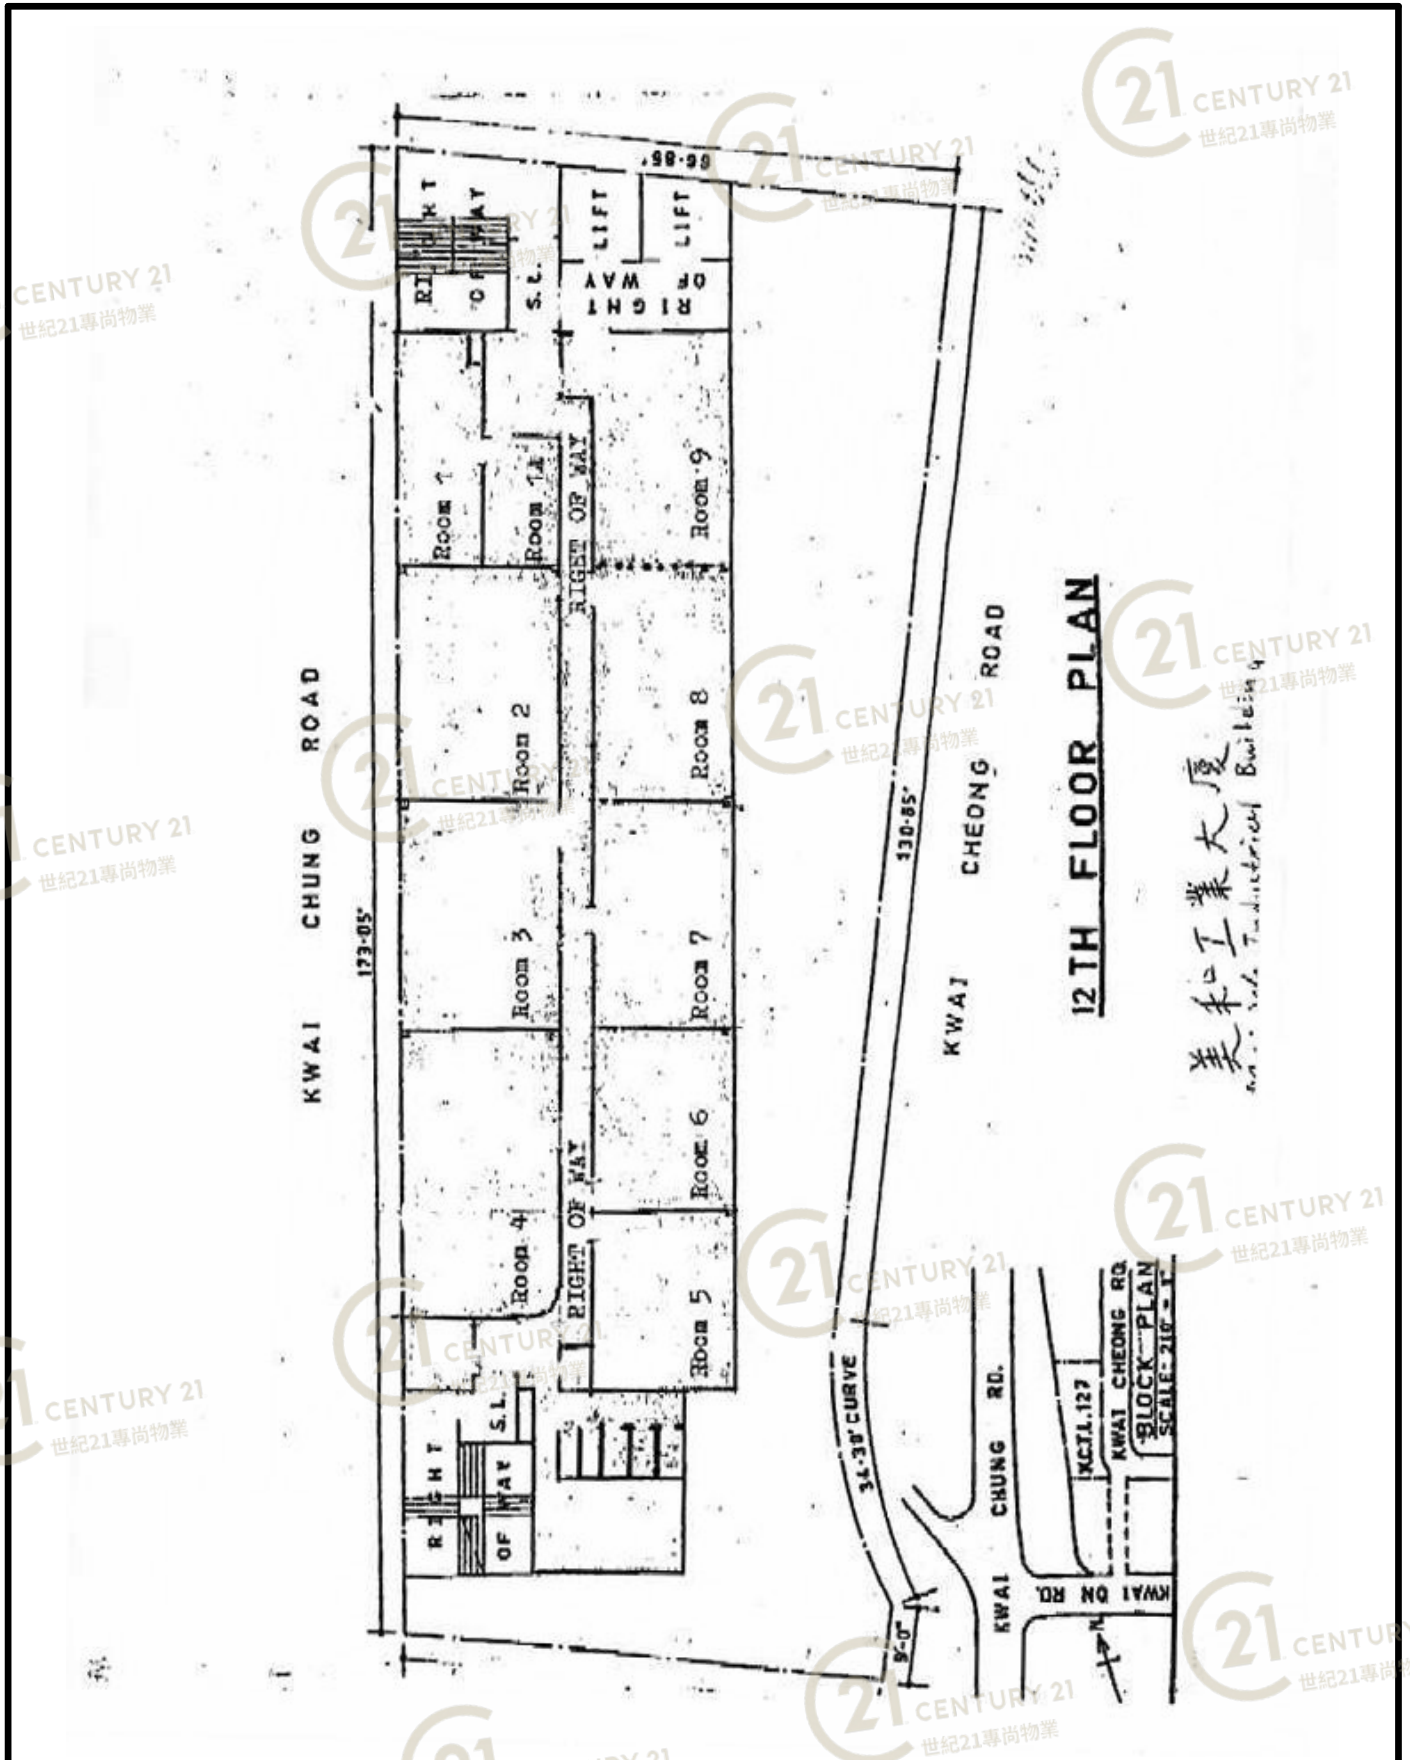 KWAI CHUNG ROAD
173·05'
66·85'
RIGHT
OF WAY
S.L.
LIFT
LIFT
RIGHT
OF
WAY
Room 1
Room 1A
RIGHT OF WAY
Room 9
Room 2
Room 8
Room 3
Room 7
Room 4
Room 6
RIGHT OF WAY
Room 5
RIGHT
OF WAY
S.L.
130·85'
34·38' CURVE
9'-0"
KWAI CHEONG ROAD
12TH FLOOR PLAN
美和工業大廈
Industrial Building
KWAI CHUNG RD.
K.C.T.L. 127
KWAI CHEONG RD.
KWAI ON RD.
BLOCK PLAN
SCALE:
N
21 CENTURY 21
世紀21專尚物業